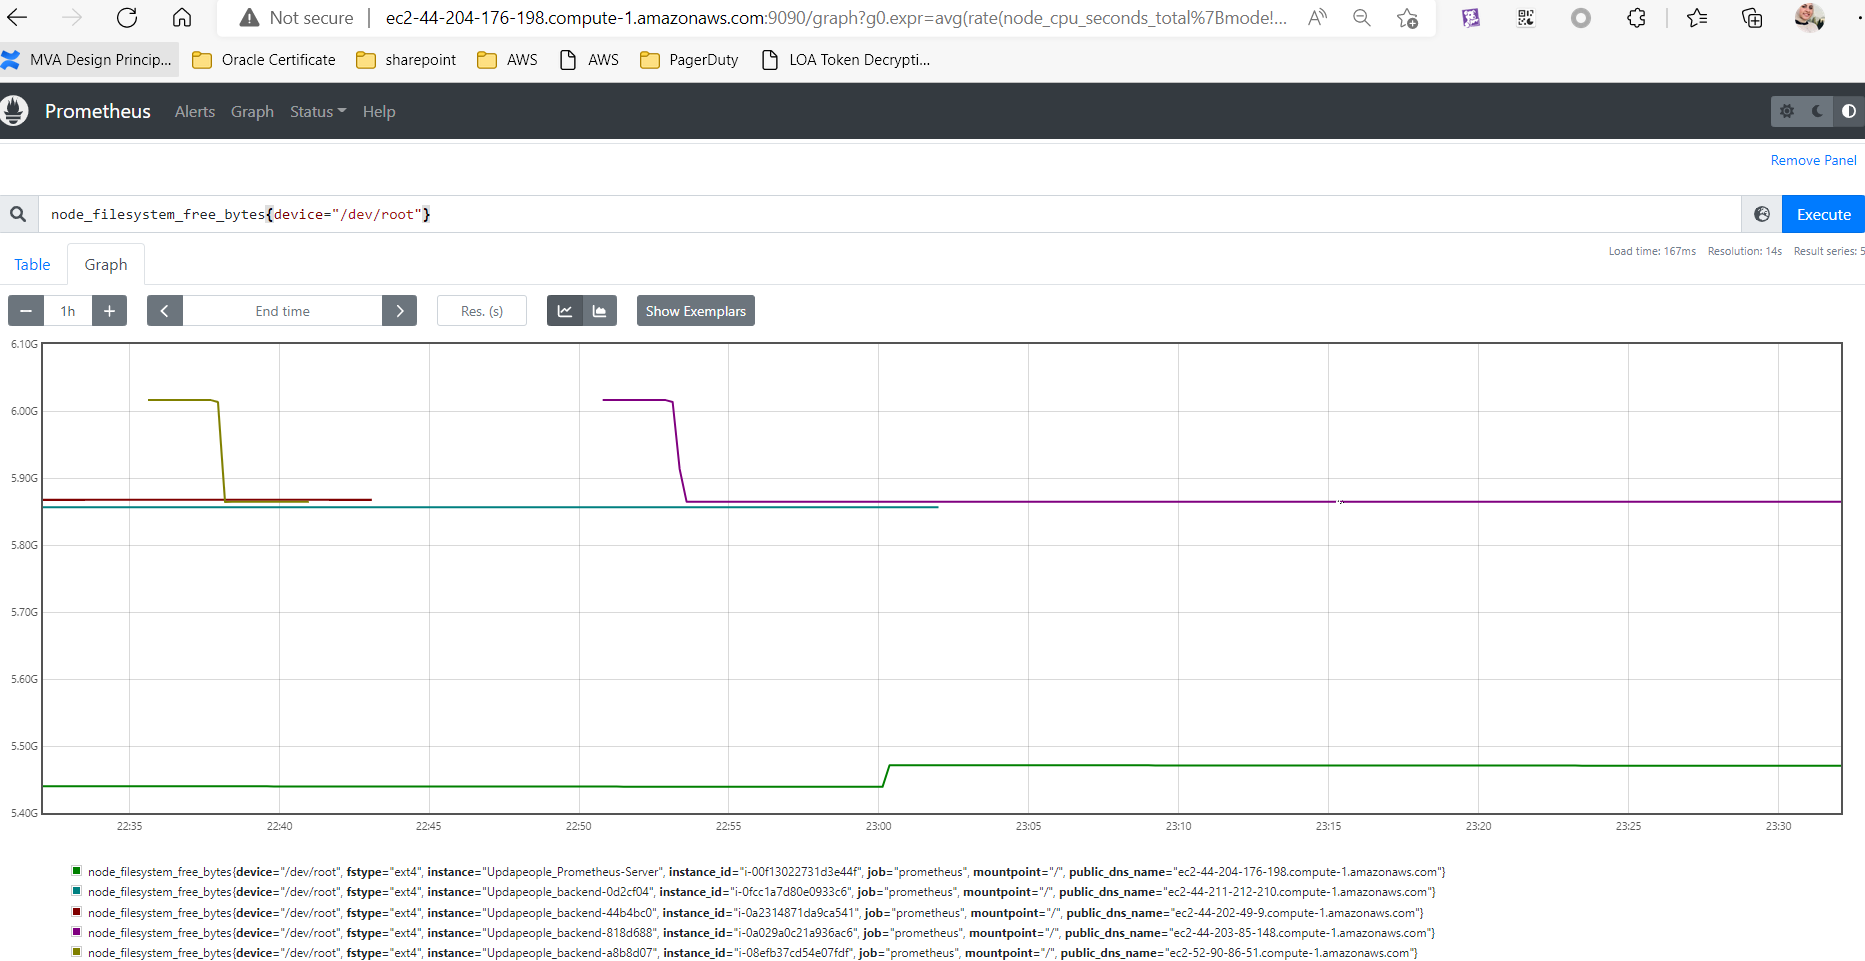 Not secure | ec2-44-204-176-198.compute-1.amazonaws.com:9090/graph?g0.expr=avg(rate(node_cpu_seconds_total%7Bmode!...
MVA Design Princip... Oracle Certificate sharepoint AWS AWS PagerDuty LOA Token Decrypti...
Prometheus Alerts Graph Status Help
Remove Panel
node_filesystem_free_bytes{device="/dev/root"} Execute
Load time: 167ms Resolution: 14s Result series: 5
Table Graph
− 1h + End time Res. (s) Show Exemplars
6.10G
6.00G
5.90G
5.80G
5.70G
5.60G
5.50G
5.40G
22:35 22:40 22:45 22:50 22:55 23:00 23:05 23:10 23:15 23:20 23:25 23:30
node_filesystem_free_bytes{device="/dev/root", fstype="ext4", instance="Updapeople_Prometheus-Server", instance_id="i-00f13022731d3e44f", job="prometheus", mountpoint="/", public_dns_name="ec2-44-204-176-198.compute-1.amazonaws.com"}
node_filesystem_free_bytes{device="/dev/root", fstype="ext4", instance="Updapeople_backend-0d2cf04", instance_id="i-0fcc1a7d80e0933c6", job="prometheus", mountpoint="/", public_dns_name="ec2-44-211-212-210.compute-1.amazonaws.com"}
node_filesystem_free_bytes{device="/dev/root", fstype="ext4", instance="Updapeople_backend-44b4bc0", instance_id="i-0a2314871da9ca541", job="prometheus", mountpoint="/", public_dns_name="ec2-44-202-49-9.compute-1.amazonaws.com"}
node_filesystem_free_bytes{device="/dev/root", fstype="ext4", instance="Updapeople_backend-818d688", instance_id="i-0a029a0c21a936ac6", job="prometheus", mountpoint="/", public_dns_name="ec2-44-203-85-148.compute-1.amazonaws.com"}
node_filesystem_free_bytes{device="/dev/root", fstype="ext4", instance="Updapeople_backend-a8b8d07", instance_id="i-08efb37cd54e07fdf", job="prometheus", mountpoint="/", public_dns_name="ec2-52-90-86-51.compute-1.amazonaws.com"}